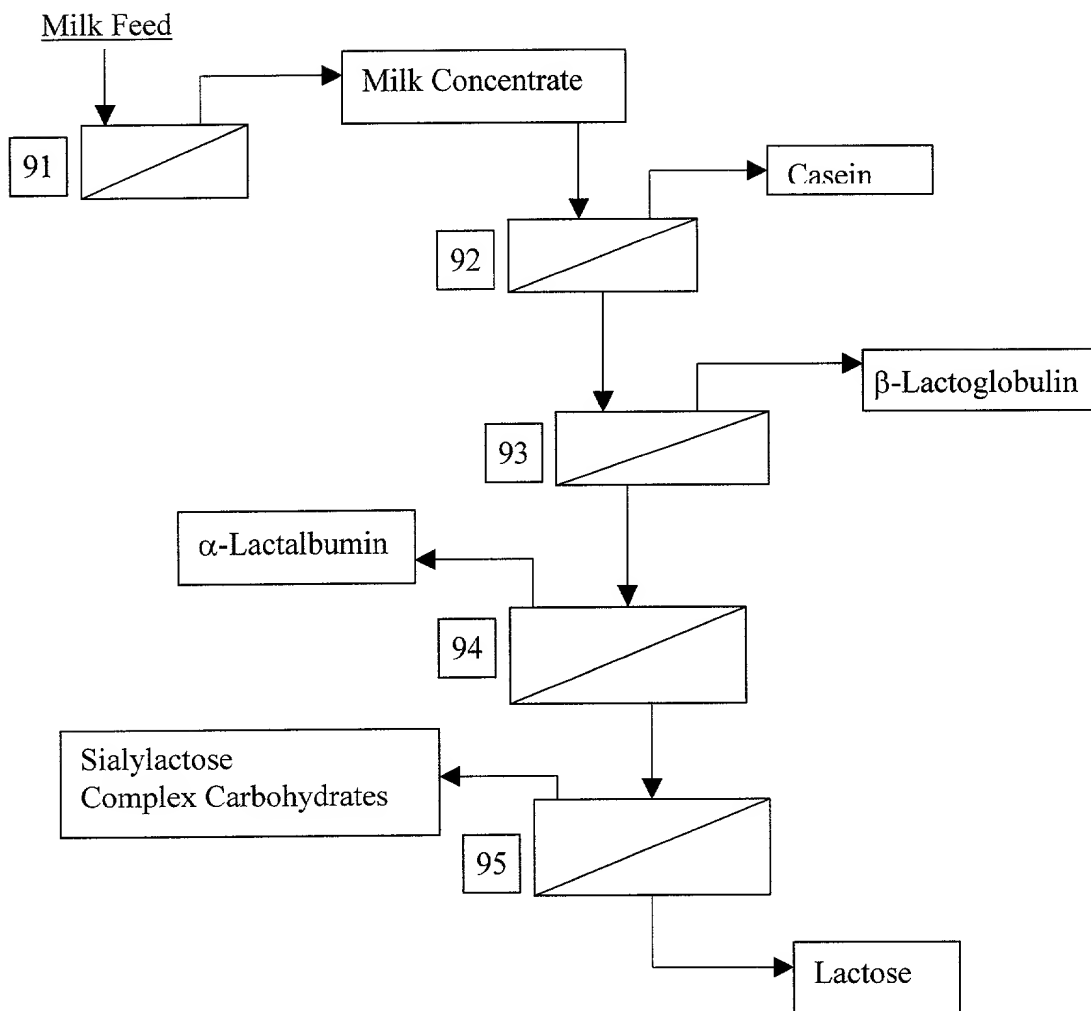 Milk Feed
Milk Concentrate
91
Casein
92
β-Lactoglobulin
93
α-Lactalbumin
94
Sialylactose
Complex Carbohydrates
95
Lactose